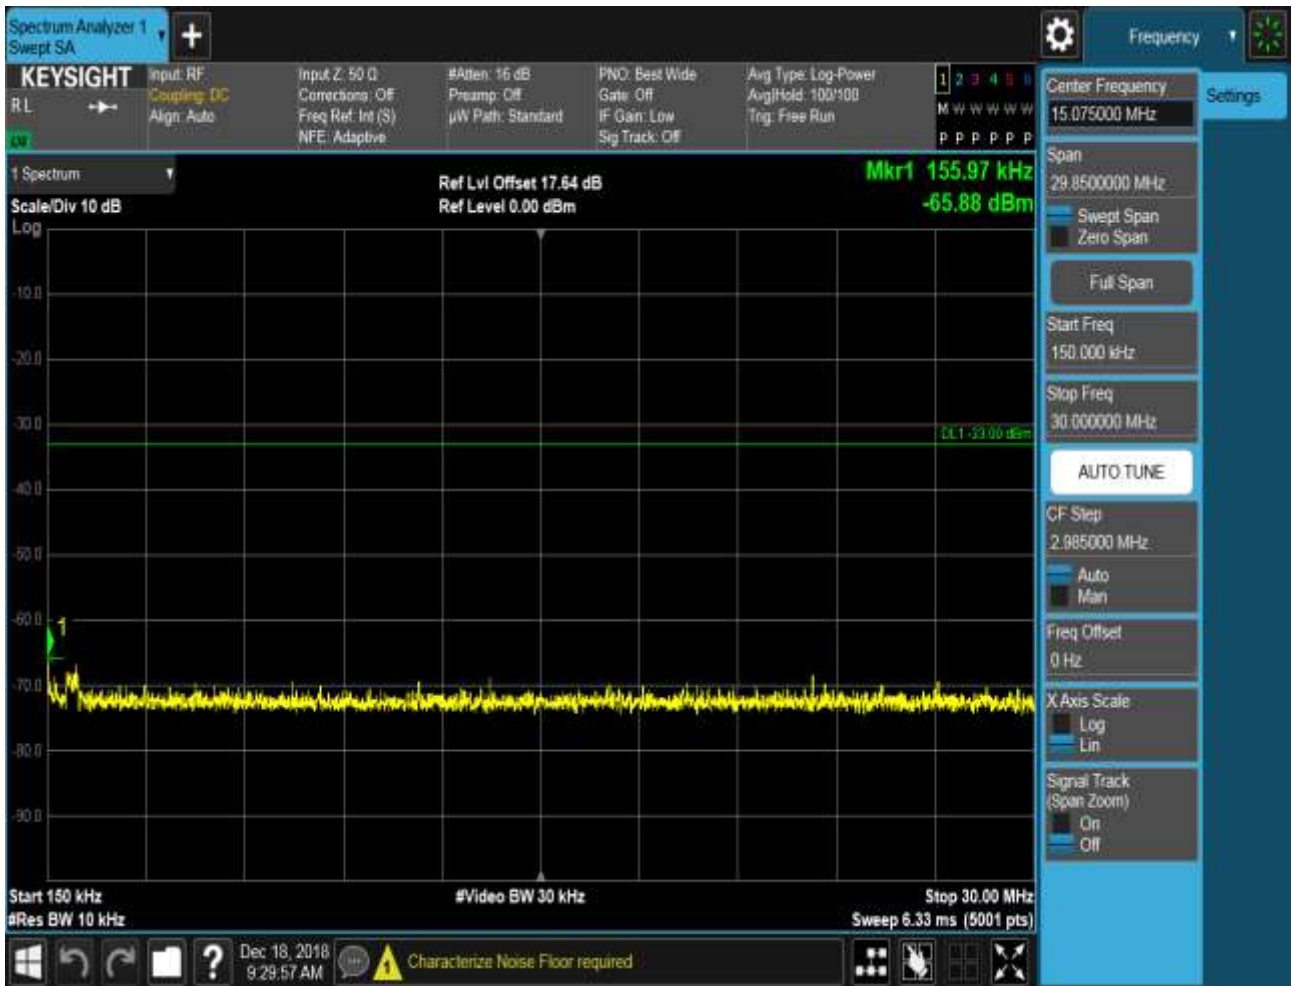 Spectrum Analyzer 1
Swept SA
Frequency
KEYSIGHT
R L
Input: RF
Coupling: DC
Align: Auto
Input Z: 50 Ω
Corrections: Off
Freq Ref: Int (S)
NFE: Adaptive
#Atten: 16 dB
Preamp: Off
µW Path: Standard
PNO: Best Wide
Gate: Off
IF Gain: Low
Sig Track: Off
Avg Type: Log-Power
Avg|Hold: 100/100
Trig: Free Run
1 2 3 4 5 6
M W W W W W
P P P P P P
1 Spectrum
Scale/Div 10 dB
Ref Lvl Offset 17.64 dB
Ref Level 0.00 dBm
Mkr1 155.97 kHz
-65.88 dBm
Log
-10.0
-20.0
-30.0
DL1 -33.00 dBm
-40.0
-50.0
-60.0
1
-70.0
-80.0
-90.0
Start 150 kHz
#Video BW 30 kHz
Stop 30.00 MHz
#Res BW 10 kHz
Sweep 6.33 ms (5001 pts)
Dec 18, 2018
9:29:57 AM
Characterize Noise Floor required
Center Frequency
15.075000 MHz
Settings
Span
29.8500000 MHz
Swept Span
Zero Span
Full Span
Start Freq
150.000 kHz
Stop Freq
30.000000 MHz
AUTO TUNE
CF Step
2.985000 MHz
Auto
Man
Freq Offset
0 Hz
X Axis Scale
Log
Lin
Signal Track
(Span Zoom)
On
Off